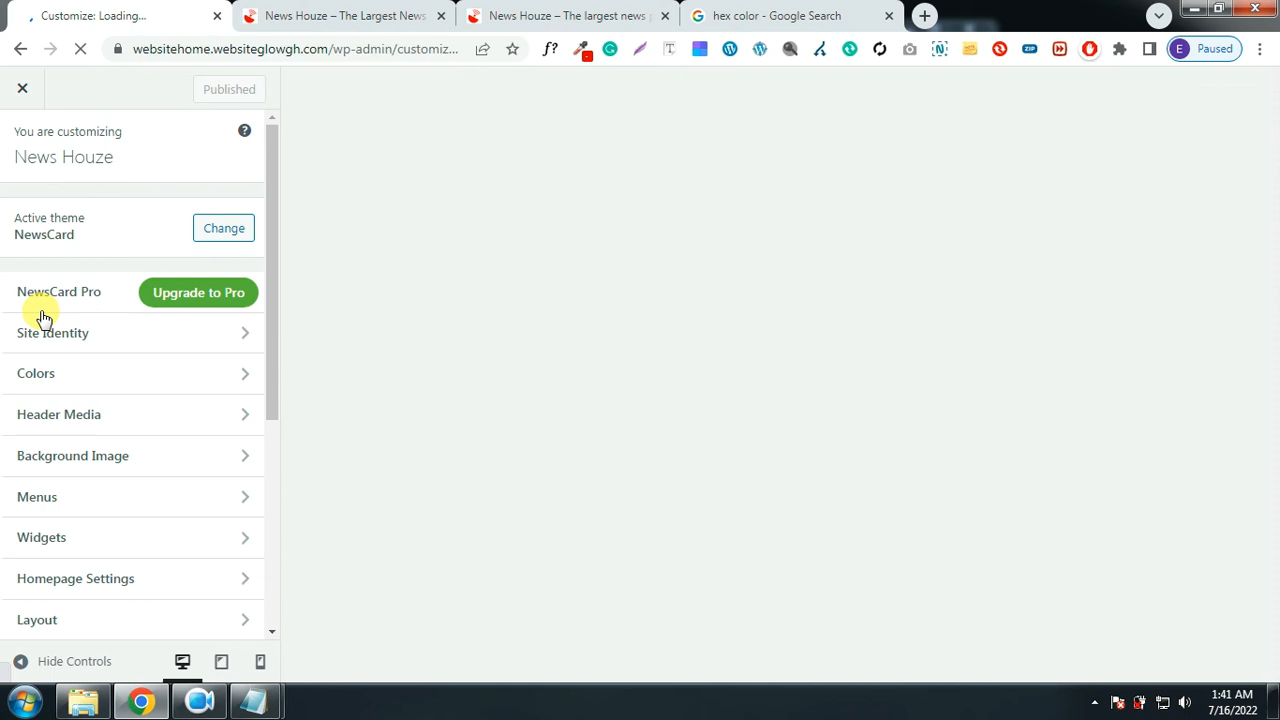 Customize: Loading...
News Houze – The Largest News
News Houze – The largest news
hex color - Google Search
websitehome.websiteglowgh.com/wp-admin/customiz...
f?
T
N
ZIP
E
Paused
Published
You are customizing
News Houze
Active theme
NewsCard
Change
NewsCard Pro
Upgrade to Pro
Site Identity
Colors
Header Media
Background Image
Menus
Widgets
Homepage Settings
Layout
Hide Controls
1:41 AM
7/16/2022